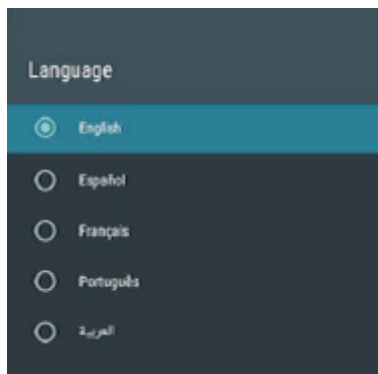 Language
English
Español
Français
Português
العربية